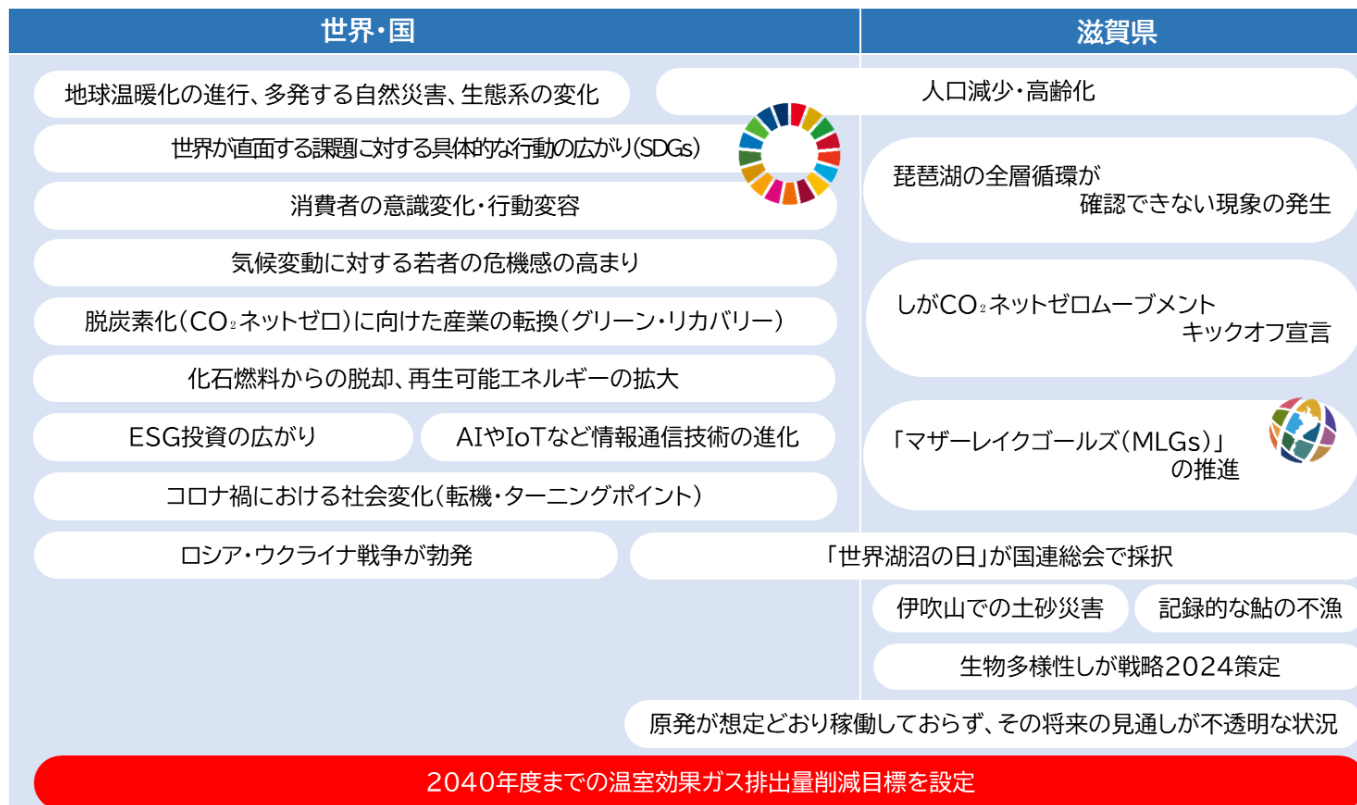 世界・国
滋賀県
地球温暖化の進行、多発する自然災害、生態系の変化
人口減少・高齢化
世界が直面する課題に対する具体的な行動の広がり(SDGs)
消費者の意識変化・行動変容
気候変動に対する若者の危機感の高まり
脱炭素化(CO₂ネットゼロ)に向けた産業の転換(グリーン・リカバリー)
化石燃料からの脱却、再生可能エネルギーの拡大
ESG投資の広がり
AIやIoTなど情報通信技術の進化
コロナ禍における社会変化(転機・ターニングポイント)
琵琶湖の全層循環が
確認できない現象の発生
しがCO₂ネットゼロムーブメント
キックオフ宣言
「マザーレイクゴールズ(MLGs)」
の推進
ロシア・ウクライナ戦争が勃発
「世界湖沼の日」が国連総会で採択
伊吹山での土砂災害
記録的な鮎の不漁
生物多様性しが戦略2024策定
原発が想定どおり稼働しておらず、その将来の見通しが不透明な状況
2040年度までの温室効果ガス排出量削減目標を設定